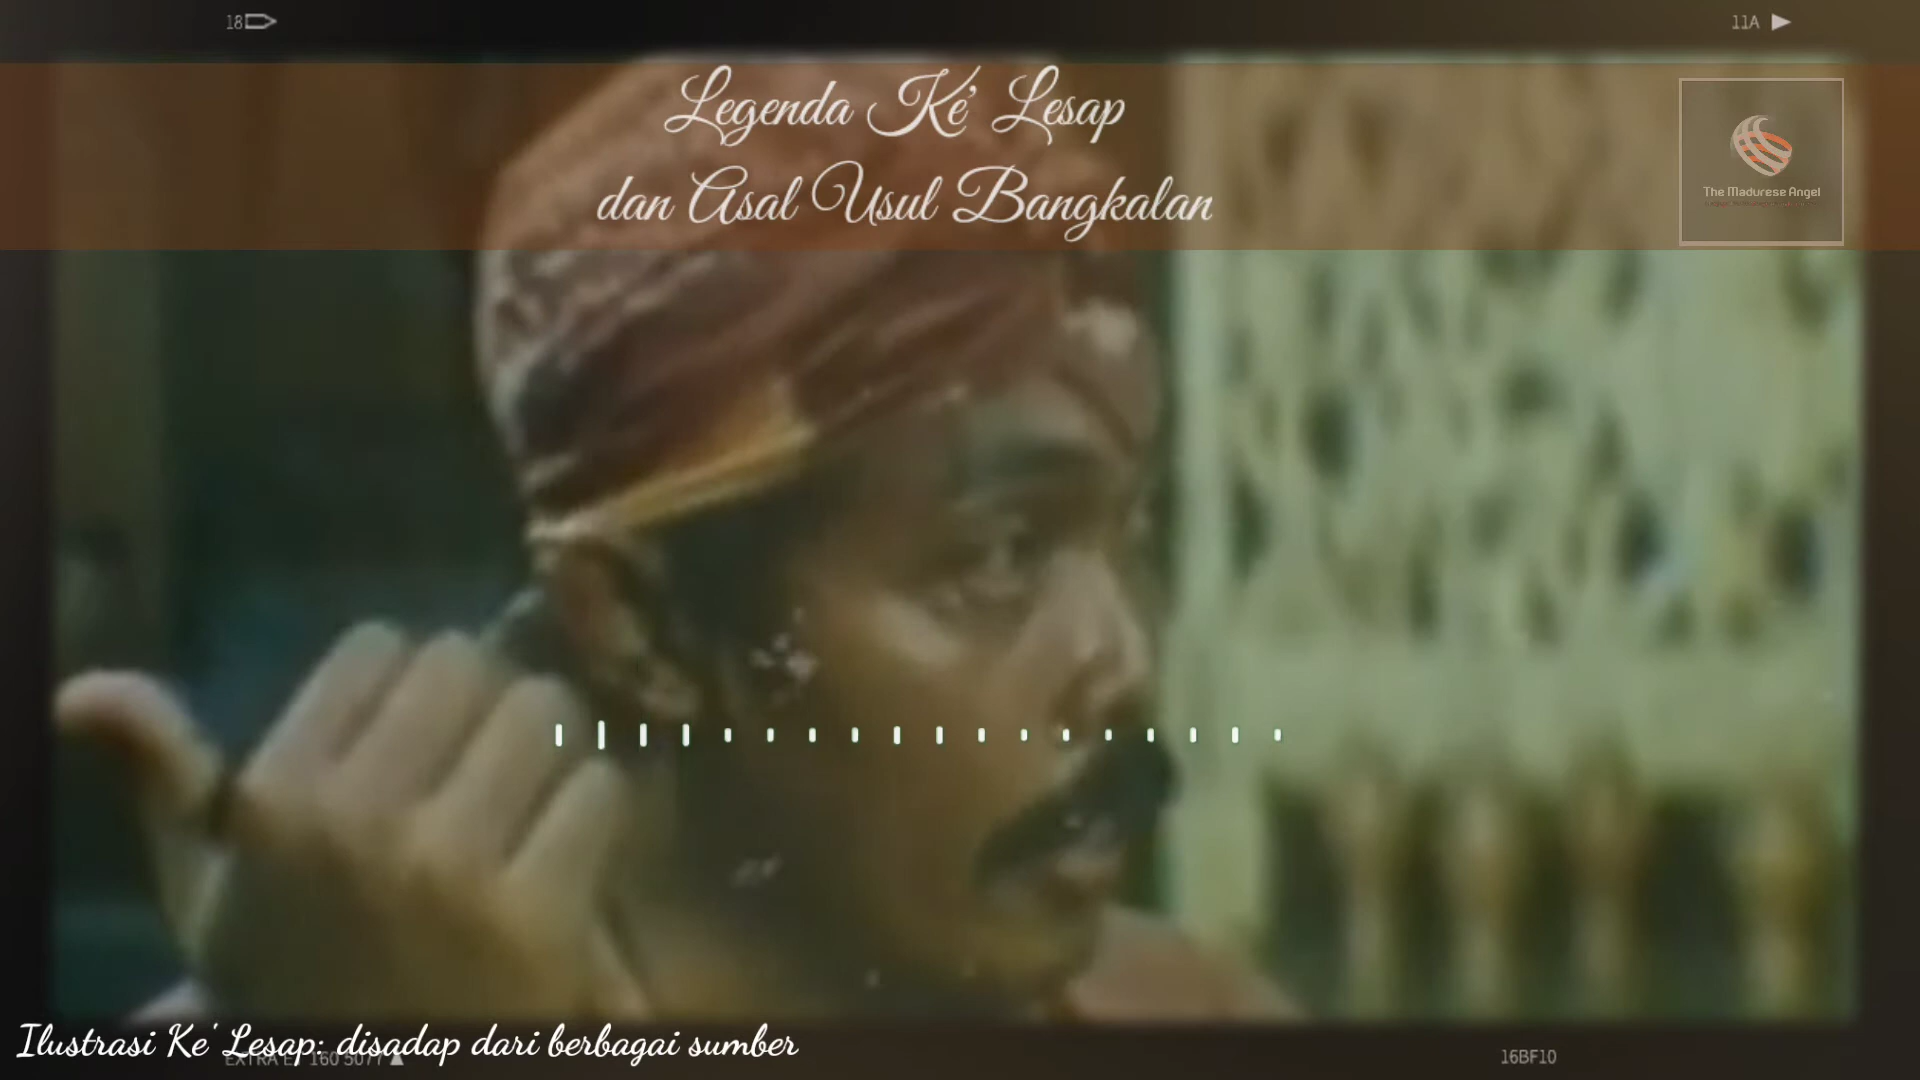 18
11A
Legenda Ke' Lesap
dan Asal Usul Bangkalan
The Madurese Angel
Ilustrasi Ke' Lesap: disadap dari berbagai sumber
16BF10